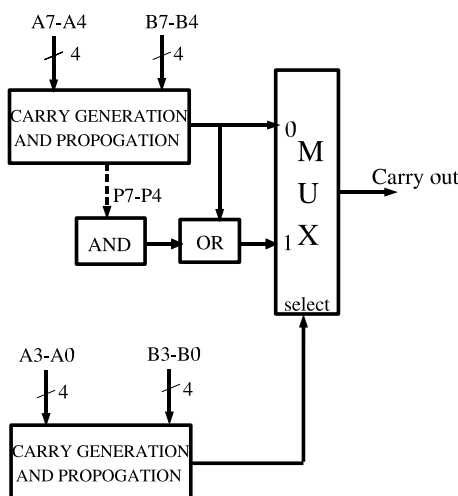 A7-A4 B7-B4
4 4
CARRY GENERATION
AND PROPOGATION
0
M
U
X
Carry out
P7-P4
AND
OR
1
select
A3-A0 B3-B0
4 4
CARRY GENERATION
AND PROPOGATION